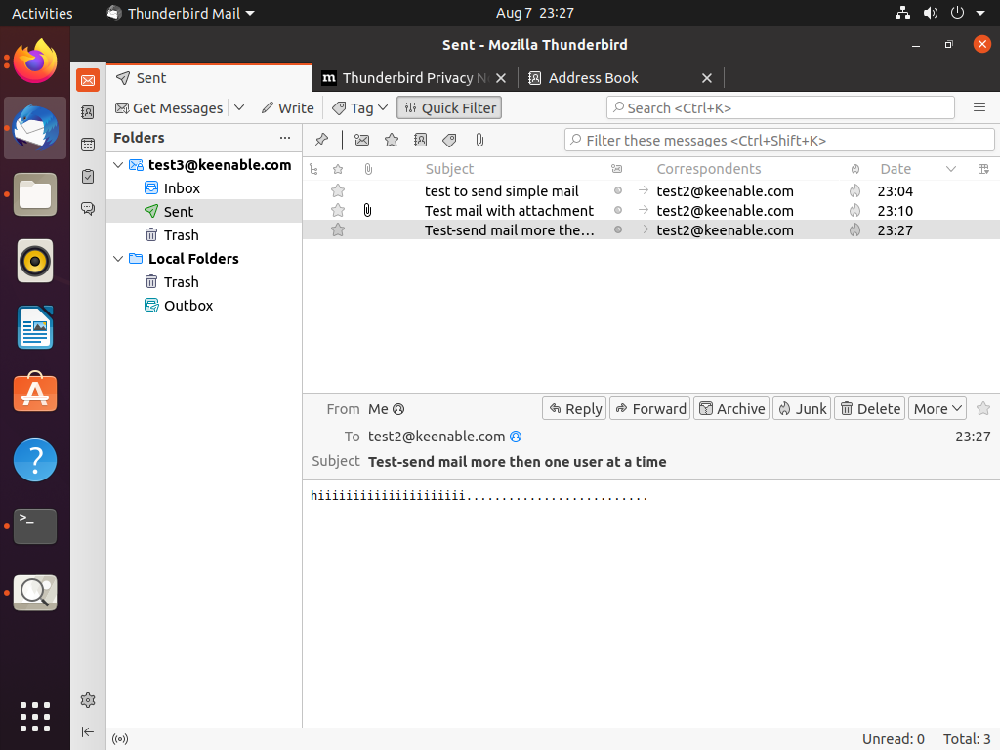 Activities Thunderbird Mail Aug 7 23:27
Sent - Mozilla Thunderbird
Sent m Thunderbird Privacy N Address Book
Get Messages Write Tag Quick Filter Search <Ctrl+K>
Folders ... Filter these messages <Ctrl+Shift+K>
Subject Correspondents Date
test3@keenable.com
Inbox
Sent
Trash
Local Folders
Trash
Outbox
test to send simple mail test2@keenable.com 23:04
Test mail with attachment test2@keenable.com 23:10
Test-send mail more the... test2@keenable.com 23:27
From Me Reply Forward Archive Junk Delete More
To test2@keenable.com 23:27
Subject Test-send mail more then one user at a time
hiiiiiiiiiiiiiiiiiiiii..........................
? 
>_
Unread: 0 Total: 3